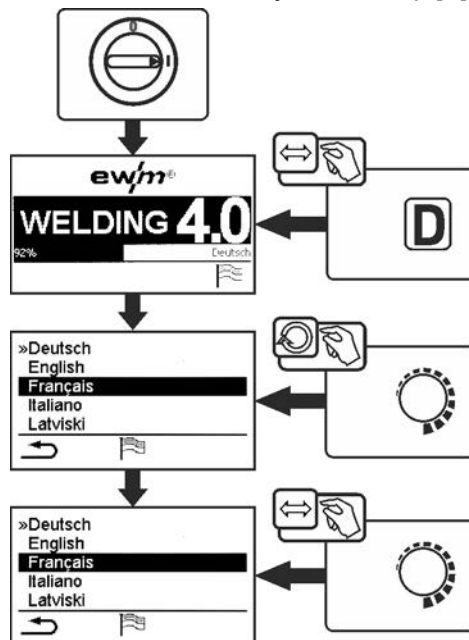 0
I
ewm®
WELDING 4.0
92% Deutsch
D
»Deutsch
English
Français
Italiano
Latviski
»Deutsch
English
Français
Italiano
Latviski